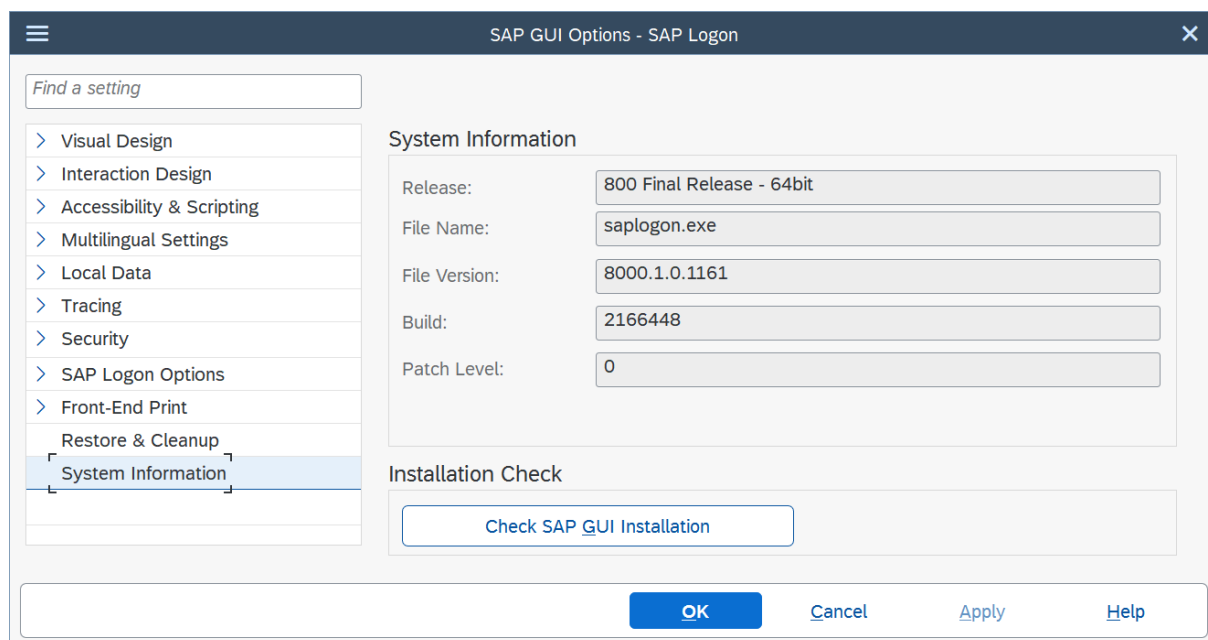 SAP GUI Options - SAP Logon
Find a setting
Visual Design
Interaction Design
Accessibility & Scripting
Multilingual Settings
Local Data
Tracing
Security
SAP Logon Options
Front-End Print
Restore & Cleanup
System Information
System Information
Release: 800 Final Release - 64bit
File Name: saplogon.exe
File Version: 8000.1.0.1161
Build: 2166448
Patch Level: 0
Installation Check
Check SAP GUI Installation
OK Cancel Apply Help